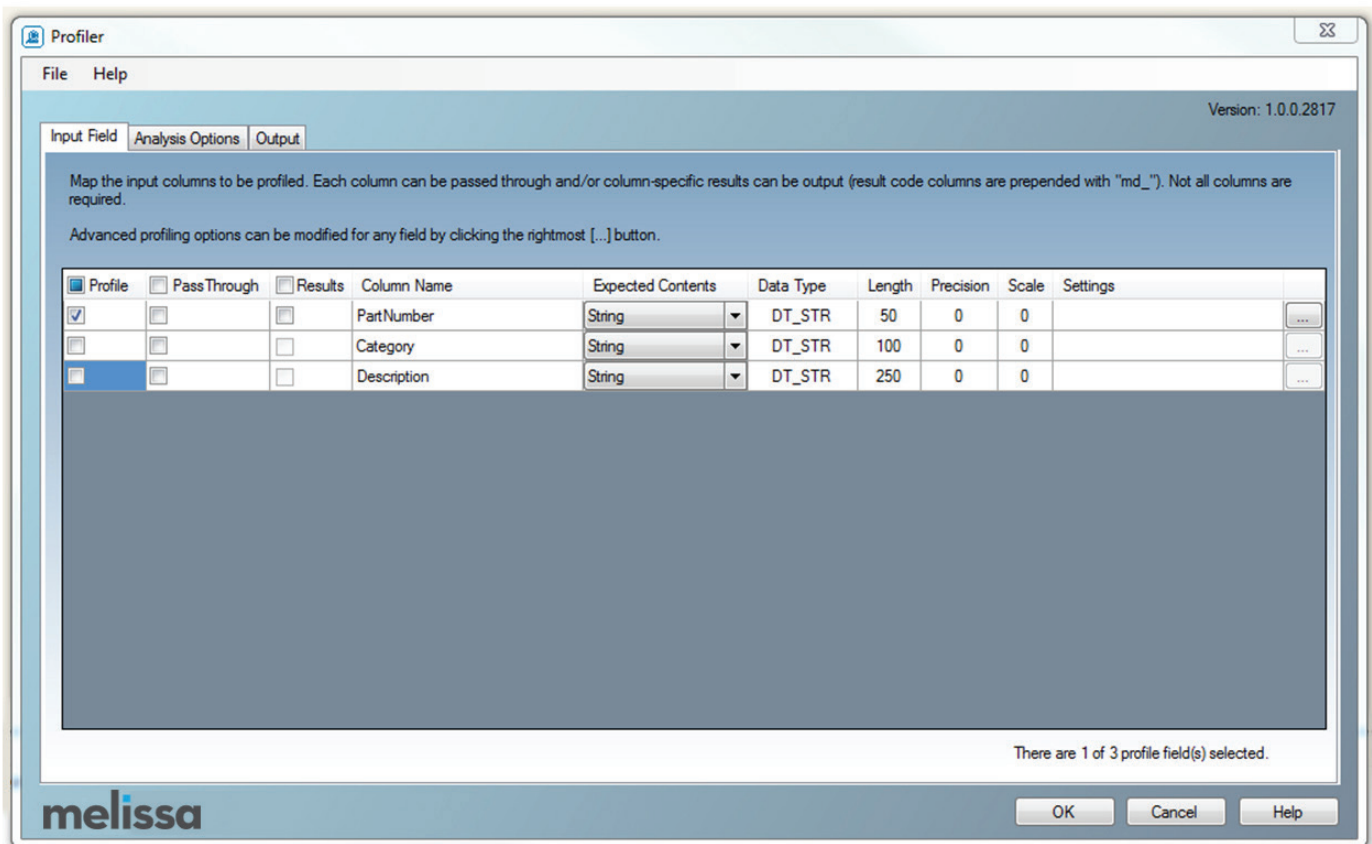 Profiler
File Help
Version: 1.0.0.2817
Input Field Analysis Options Output
Map the input columns to be profiled. Each column can be passed through and/or column-specific results can be output (result code columns are prepended with "md_"). Not all columns are
required.
Advanced profiling options can be modified for any field by clicking the rightmost [...] button.
Profile PassThrough Results Column Name Expected Contents Data Type Length Precision Scale Settings
PartNumber String DT_STR 50 0 0 ...
Category String DT_STR 100 0 0 ...
Description String DT_STR 250 0 0 ...
There are 1 of 3 profile field(s) selected.
melissa OK Cancel Help